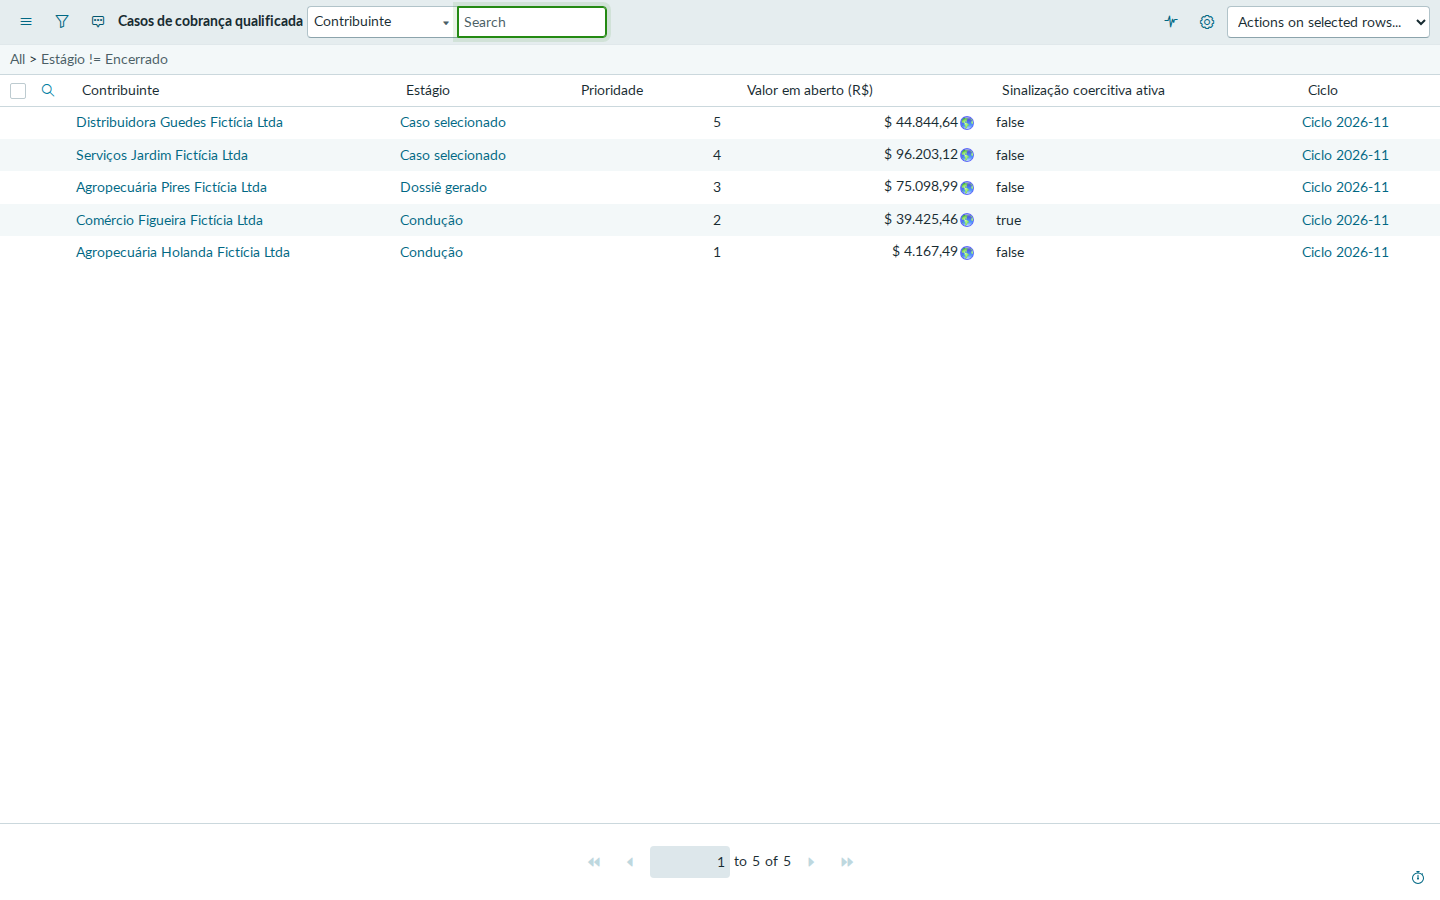 Casos de cobrança qualificada Contribuinte Search Actions on selected rows...
All > Estágio != Encerrado
Contribuinte Estágio Prioridade Valor em aberto (R$) Sinalização coercitiva ativa Ciclo
Distribuidora Guedes Fictícia Ltda Caso selecionado 5 $ 44.844,64 false Ciclo 2026-11
Serviços Jardim Fictícia Ltda Caso selecionado 4 $ 96.203,12 false Ciclo 2026-11
Agropecuária Pires Fictícia Ltda Dossiê gerado 3 $ 75.098,99 false Ciclo 2026-11
Comércio Figueira Fictícia Ltda Condução 2 $ 39.425,46 true Ciclo 2026-11
Agropecuária Holanda Fictícia Ltda Condução 1 $ 4.167,49 false Ciclo 2026-11
1 to 5 of 5